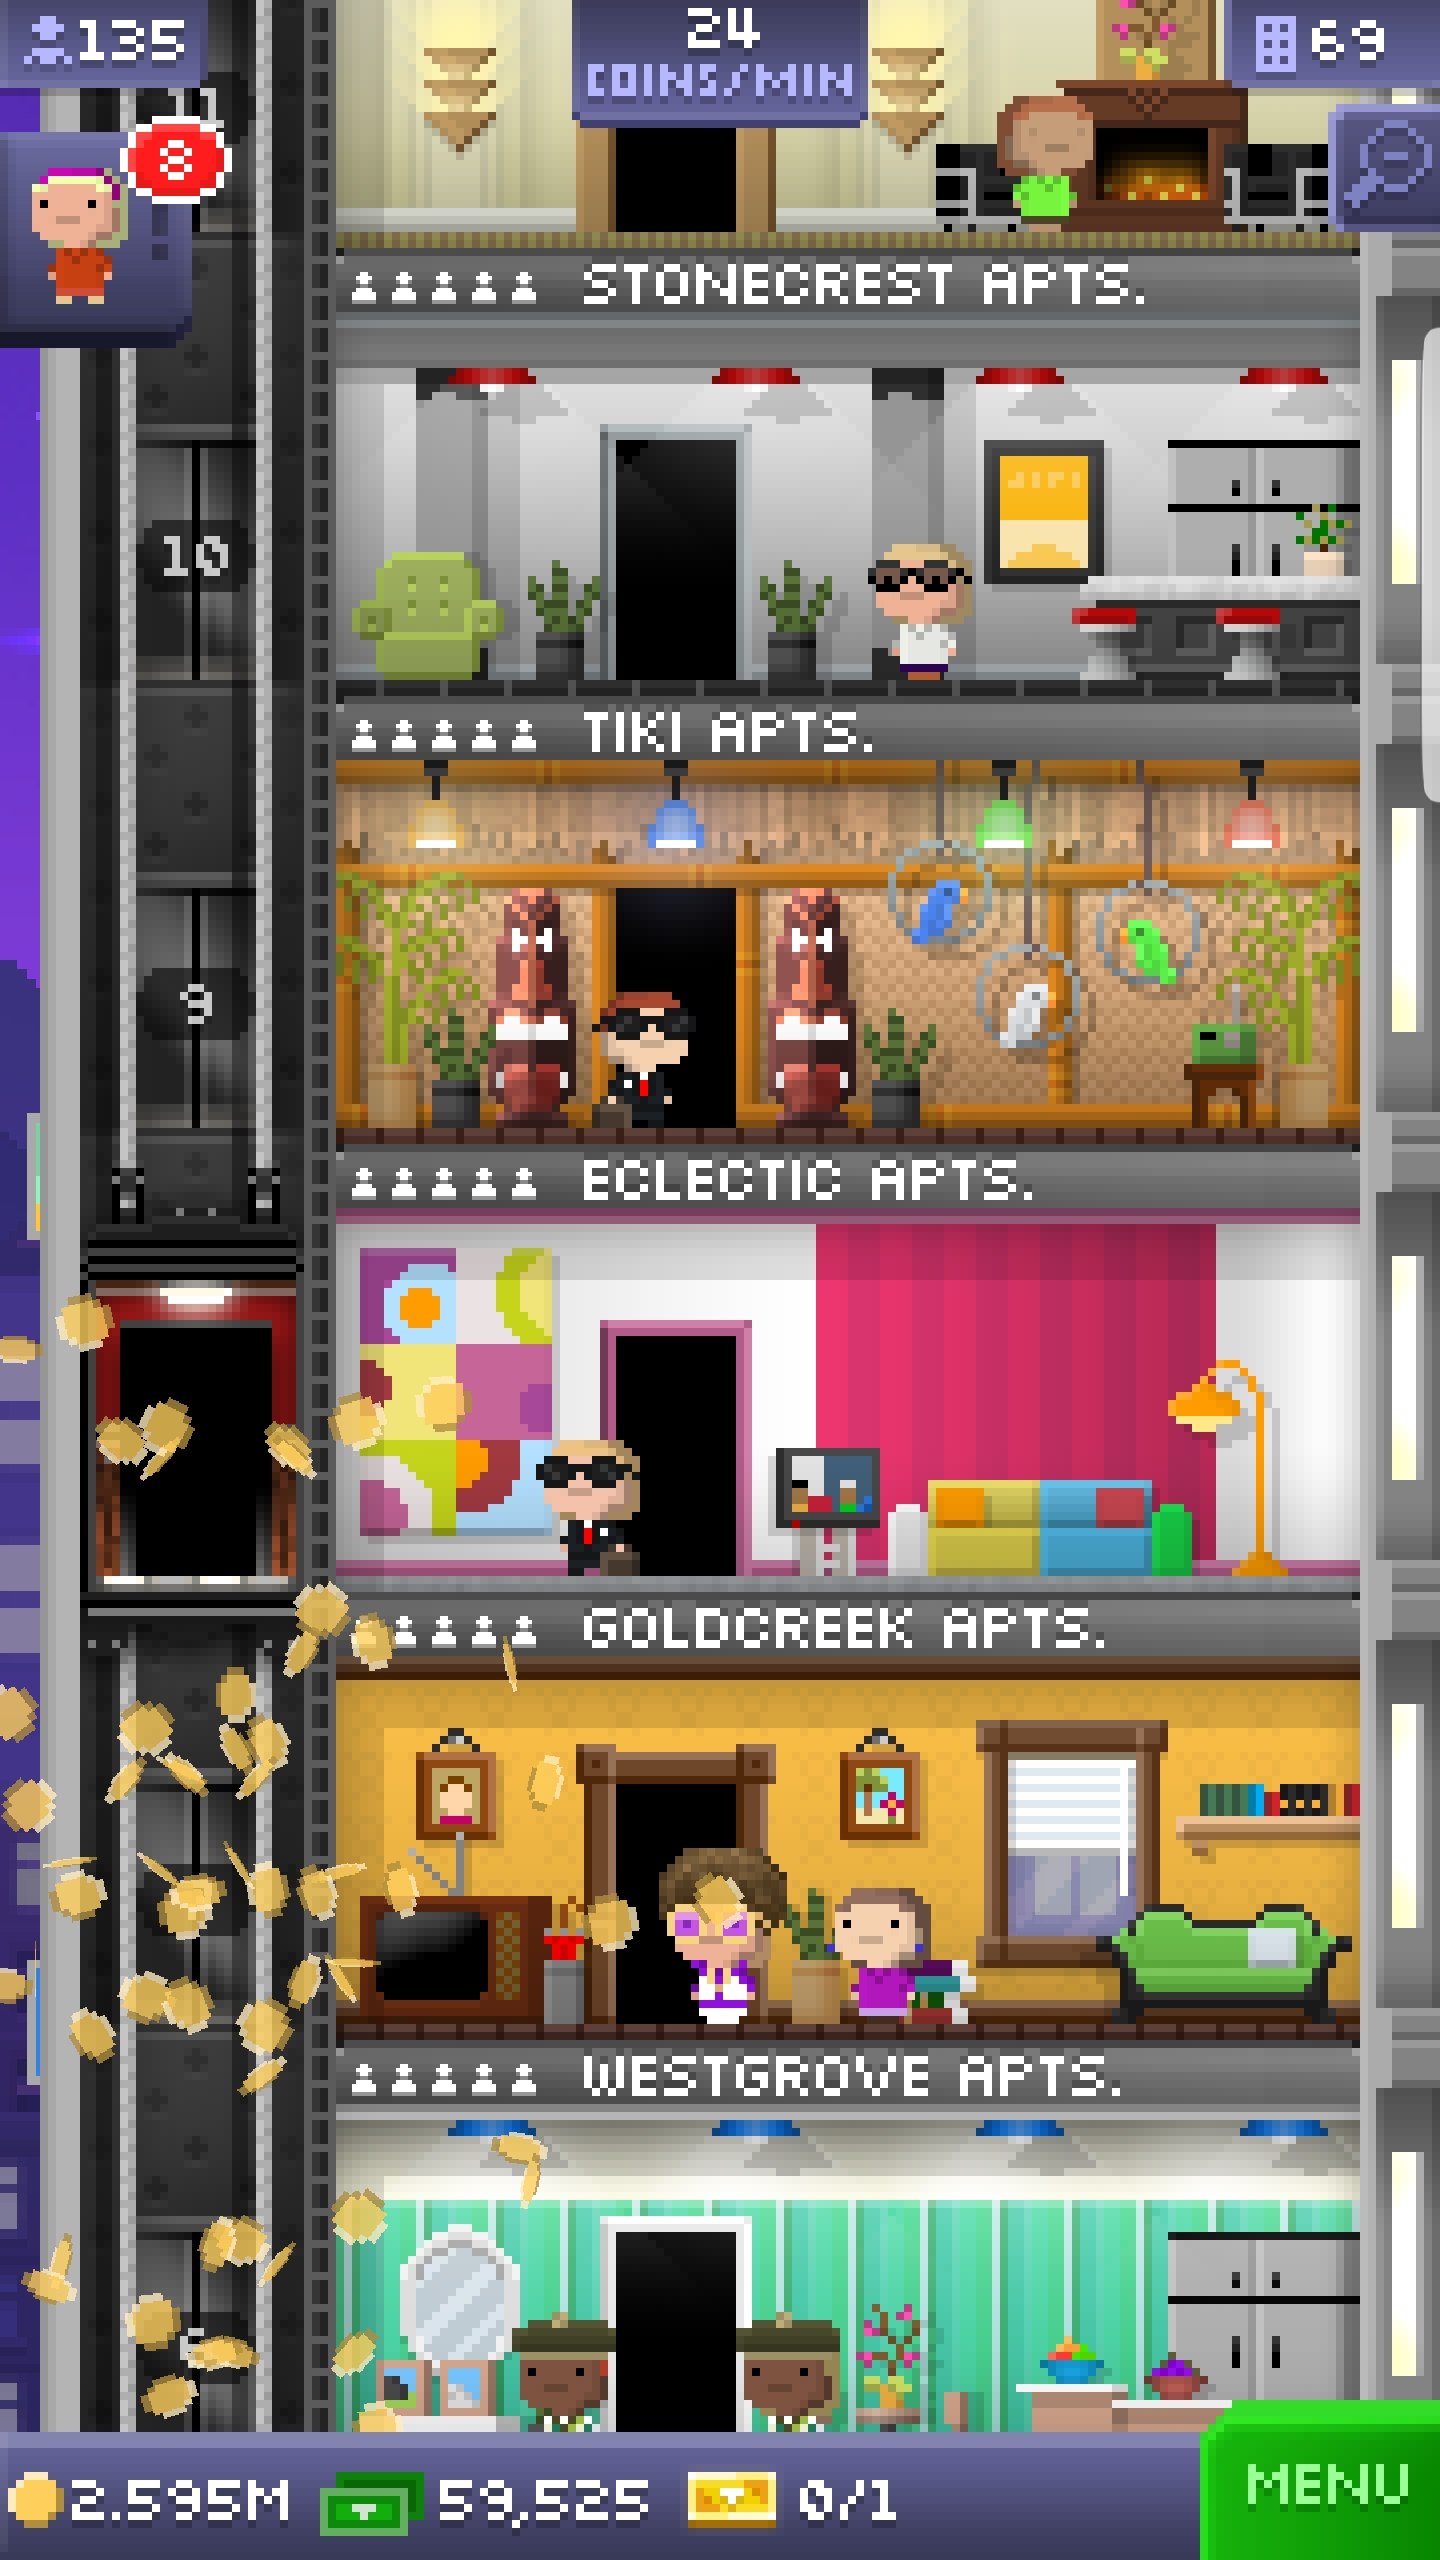 135
24
COINS/MIN
69
11
8
STONECREST APTS.
10
TIKI APTS.
9
ECLECTIC APTS.
GOLDCREEK APTS.
WESTGROVE APTS.
2.595M
59,525
0/1
MENU